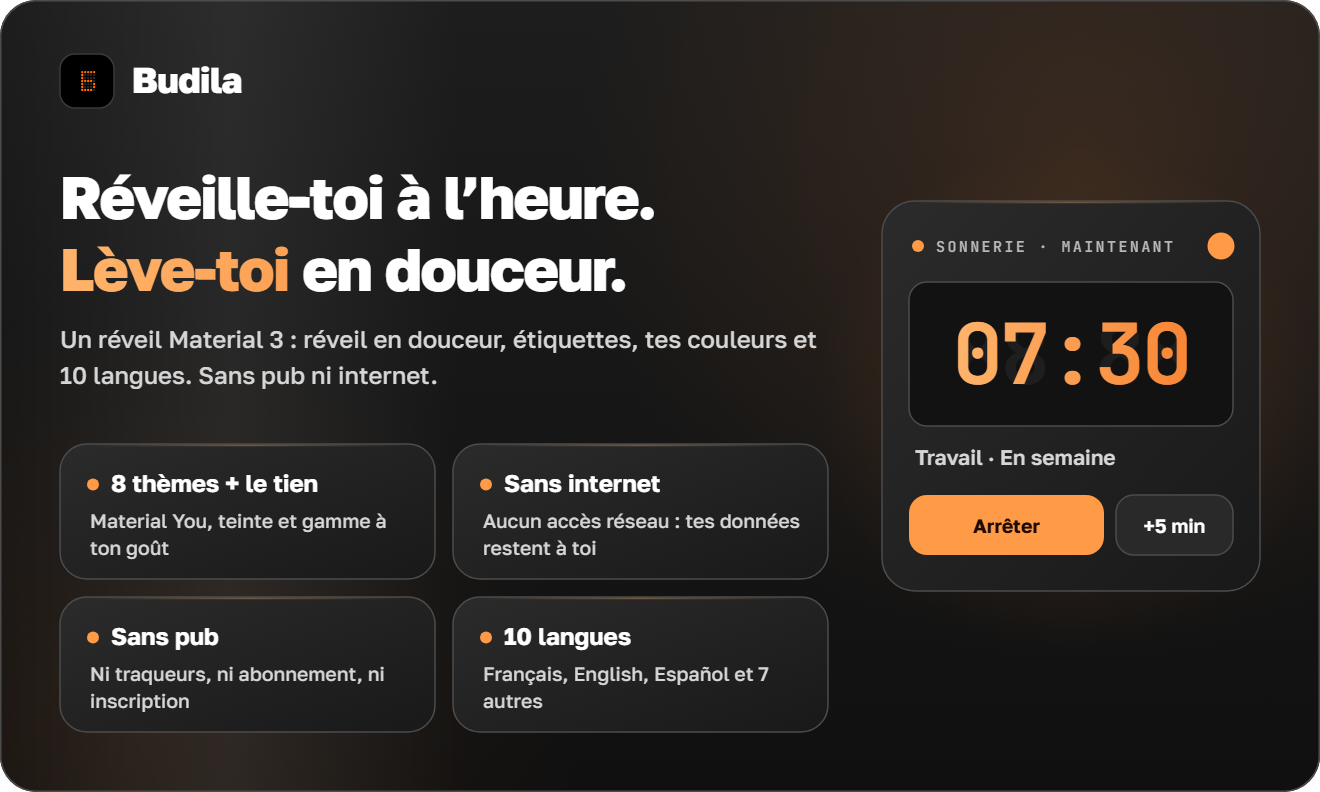 Budila
Réveille-toi à l’heure.
Lève-toi en douceur.
Un réveil Material 3 : réveil en douceur, étiquettes, tes couleurs et
10 langues. Sans pub ni internet.
8 thèmes + le tien
Material You, teinte et gamme à
ton goût
Sans internet
Aucun accès réseau : tes données
restent à toi
Sans pub
Ni traqueurs, ni abonnement, ni
inscription
10 langues
Français, English, Español et 7
autres
SONNERIE · MAINTENANT
07:30
Travail · En semaine
Arrêter
+5 min